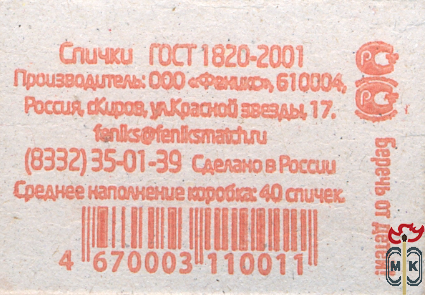 Спички ГОСТ 1820-2001
Производитель: ООО «Феникс», 610004,
Россия, г.Киров, ул.Красной звезды, 17,
feniks@feniksmatch.ru
(8332) 35-01-39 Сделано в России
Среднее наполнение коробка: 40 спичек.
4 670003 110011
Беречь от детей!
М К